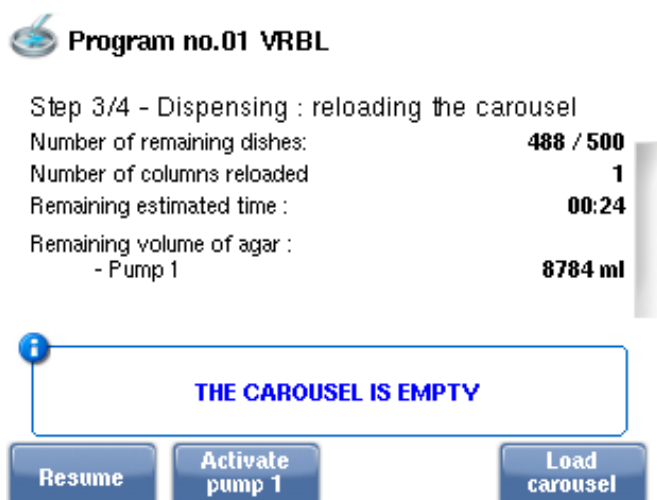 Program no.01 VRBL
Step 3/4 - Dispensing : reloading the carousel
Number of remaining dishes: 488 / 500
Number of columns reloaded 1
Remaining estimated time : 00:24
Remaining volume of agar :
- Pump 1 8784 ml
i
THE CAROUSEL IS EMPTY
Resume
Activate
pump 1
Load
carousel